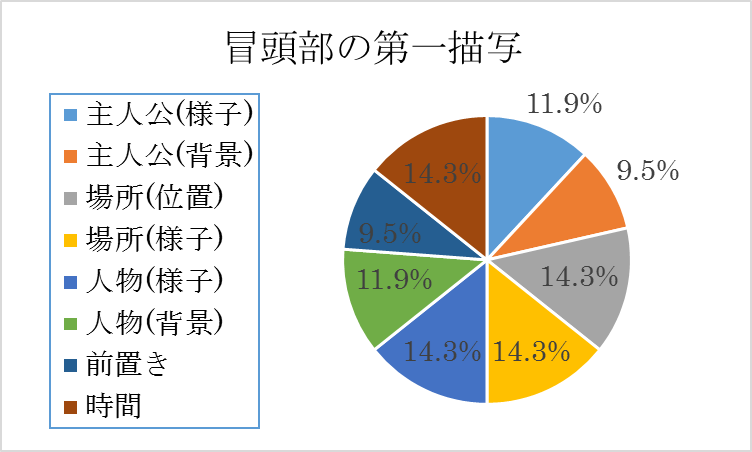 冒頭部の第一描写
主人公(様子)
主人公(背景)
場所(位置)
場所(様子)
人物(様子)
人物(背景)
前置き
時間
11.9%
9.5%
14.3%
14.3%
14.3%
11.9%
9.5%
14.3%